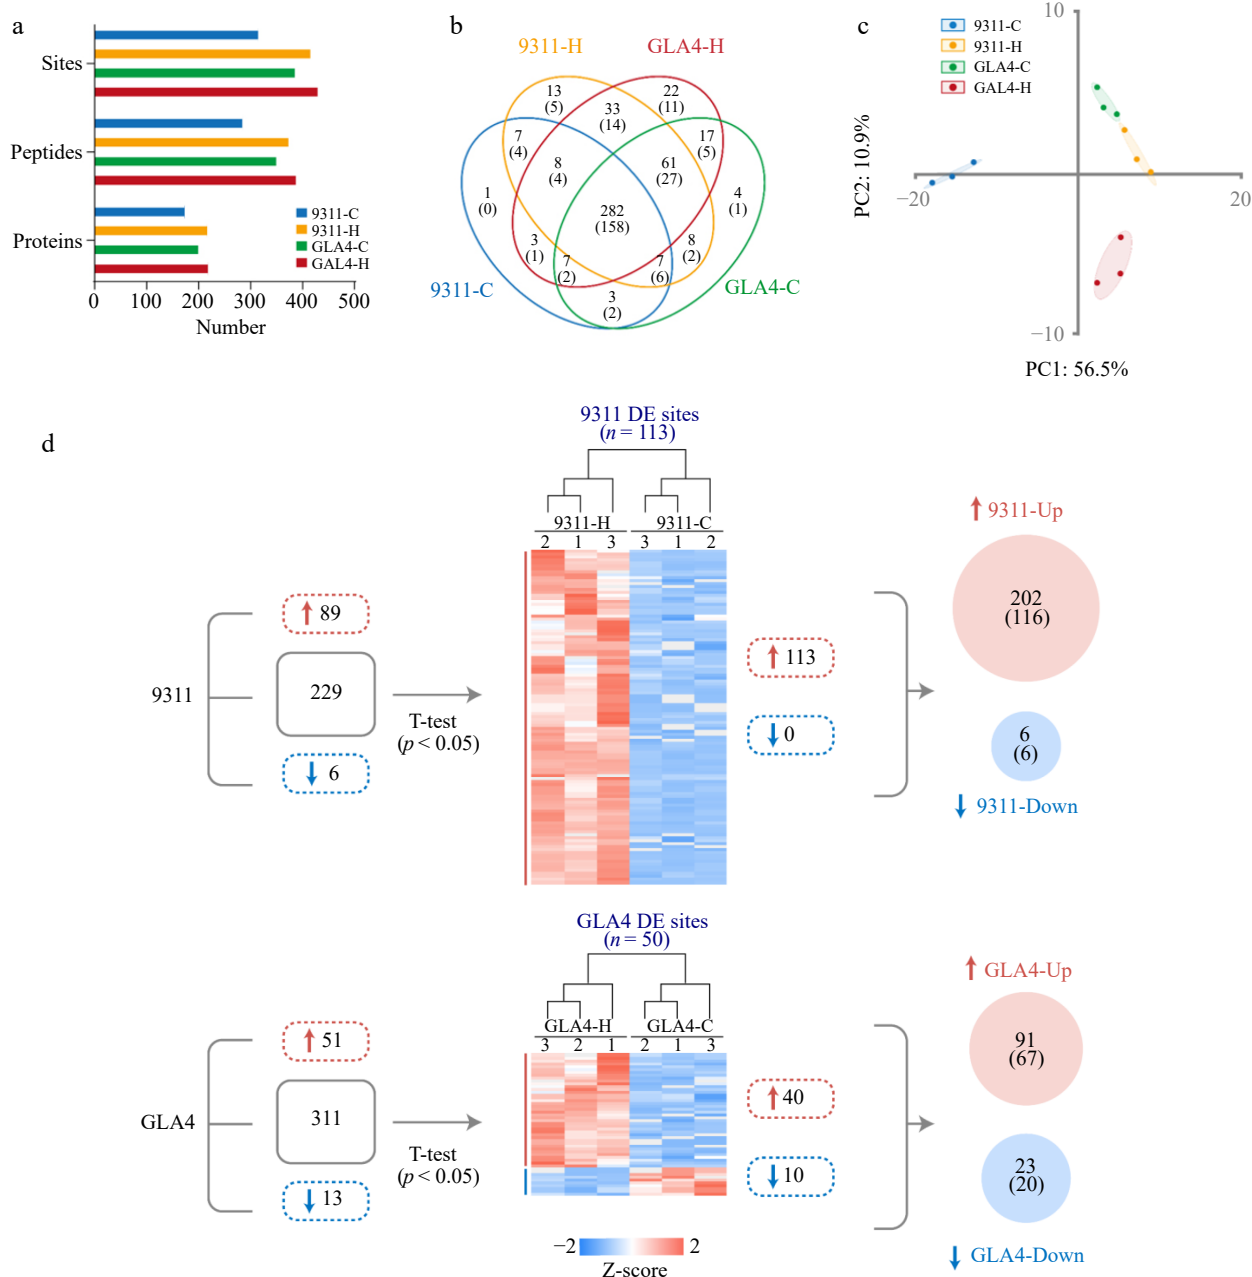 a
Sites
Peptides
Proteins
9311-C
9311-H
GLA4-C
GAL4-H
0 100 200 300 400 500
Number
b
9311-H
GLA4-H
13
(5)
22
(11)
33
(14)
7
(4)
17
(5)
8
(4)
61
(27)
1
(0)
4
(1)
282
(158)
3
(1)
8
(2)
7
(2)
7
(6)
3
(2)
9311-C
GLA4-C
c
9311-C
9311-H
GLA4-C
GAL4-H
10
PC2: 10.9%
−20
20
−10
PC1: 56.5%
d
9311 DE sites
(n = 113)
9311-H 9311-C
2 1 3 3 1 2
9311
89
229
6
T-test
(p < 0.05)
113
0
9311-Up
202
(116)
6
(6)
9311-Down
GLA4 DE sites
(n = 50)
GLA4-H GLA4-C
3 2 1 2 1 3
GLA4
51
311
13
T-test
(p < 0.05)
40
10
GLA4-Up
91
(67)
23
(20)
GLA4-Down
−2 2
Z-score